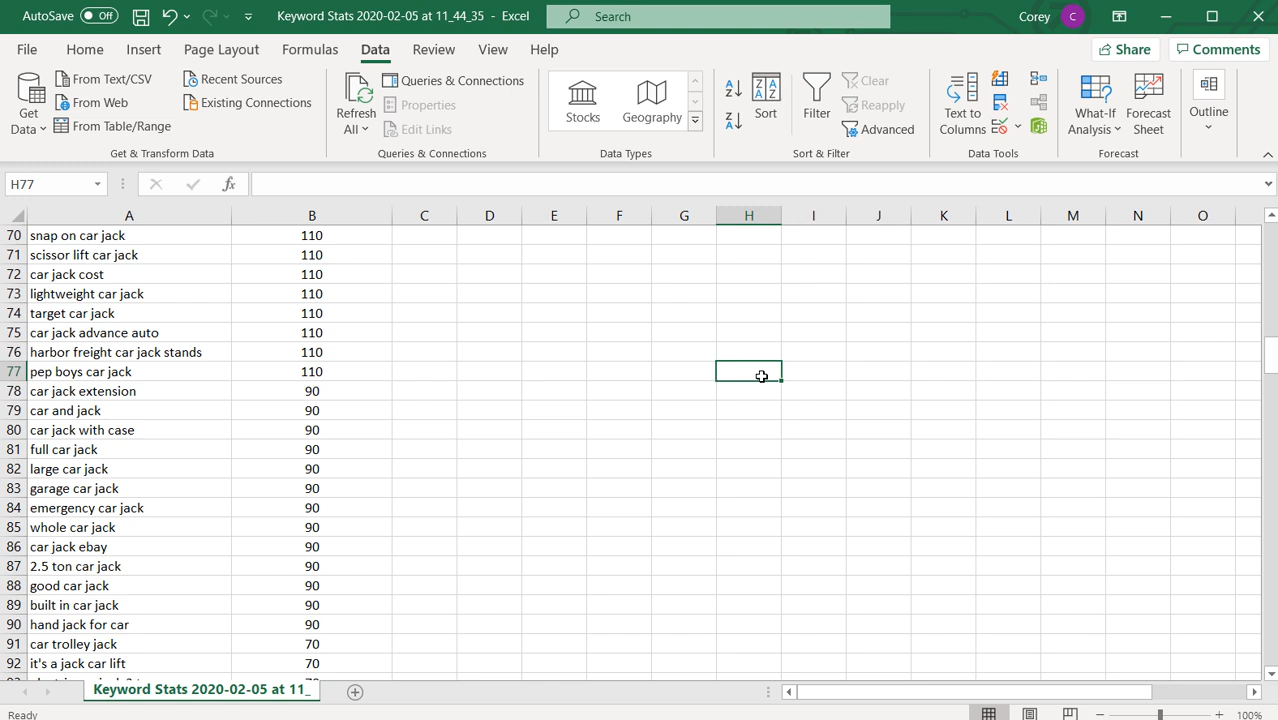 AutoSave Off Keyword Stats 2020-02-05 at 11_44_35 - Excel Search Corey C
File Home Insert Page Layout Formulas Data Review View Help Share Comments
Get Data
From Text/CSV
From Web
From Table/Range
Recent Sources
Existing Connections
Get & Transform Data
Refresh All
Queries & Connections
Properties
Edit Links
Queries & Connections
Stocks Geography
Data Types
Sort
Filter
Clear
Reapply
Advanced
Sort & Filter
Text to Columns
Data Tools
What-If Analysis
Forecast Sheet
Forecast
Outline
H77 fx
A B C D E F G H I J K L M N O
70 snap on car jack 110
71 scissor lift car jack 110
72 car jack cost 110
73 lightweight car jack 110
74 target car jack 110
75 car jack advance auto 110
76 harbor freight car jack stands 110
77 pep boys car jack 110
78 car jack extension 90
79 car and jack 90
80 car jack with case 90
81 full car jack 90
82 large car jack 90
83 garage car jack 90
84 emergency car jack 90
85 whole car jack 90
86 car jack ebay 90
87 2.5 ton car jack 90
88 good car jack 90
89 built in car jack 90
90 hand jack for car 90
91 car trolley jack 70
92 it's a jack car lift 70
Keyword Stats 2020-02-05 at 11_
Ready 100%